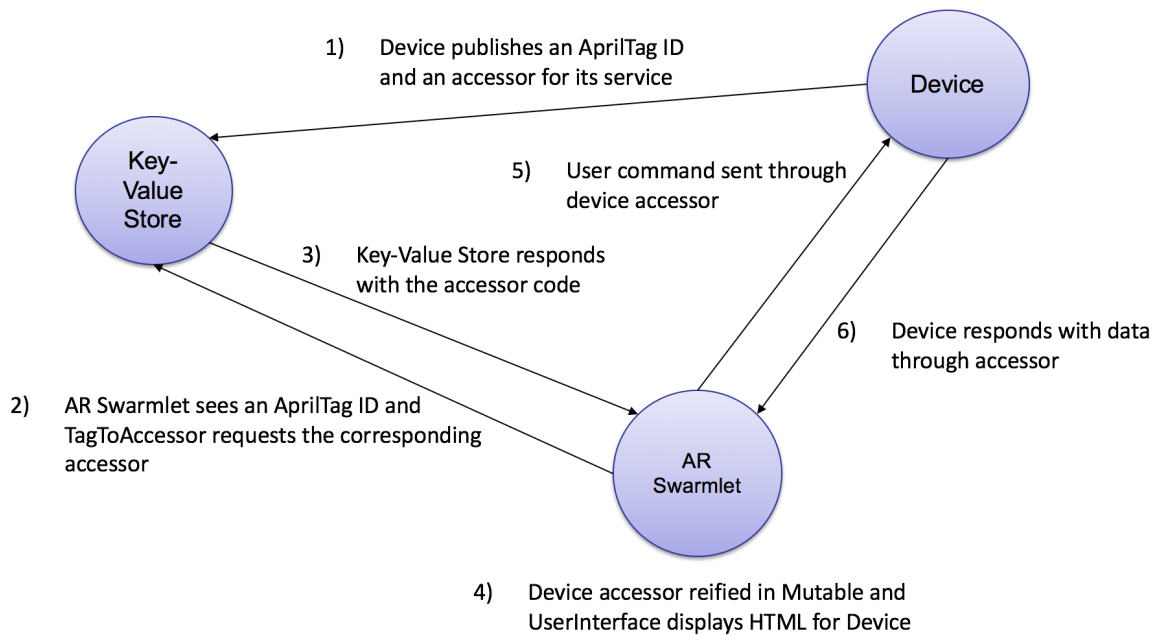 1) Device publishes an AprilTag ID
and an accessor for its service
Device
Key-
Value
Store
5) User command sent through
device accessor
3) Key-Value Store responds
with the accessor code
6) Device responds with data
through accessor
2) AR Swarmlet sees an AprilTag ID and
TagToAccessor requests the corresponding
accessor
AR
Swarmlet
4) Device accessor reified in Mutable and
UserInterface displays HTML for Device